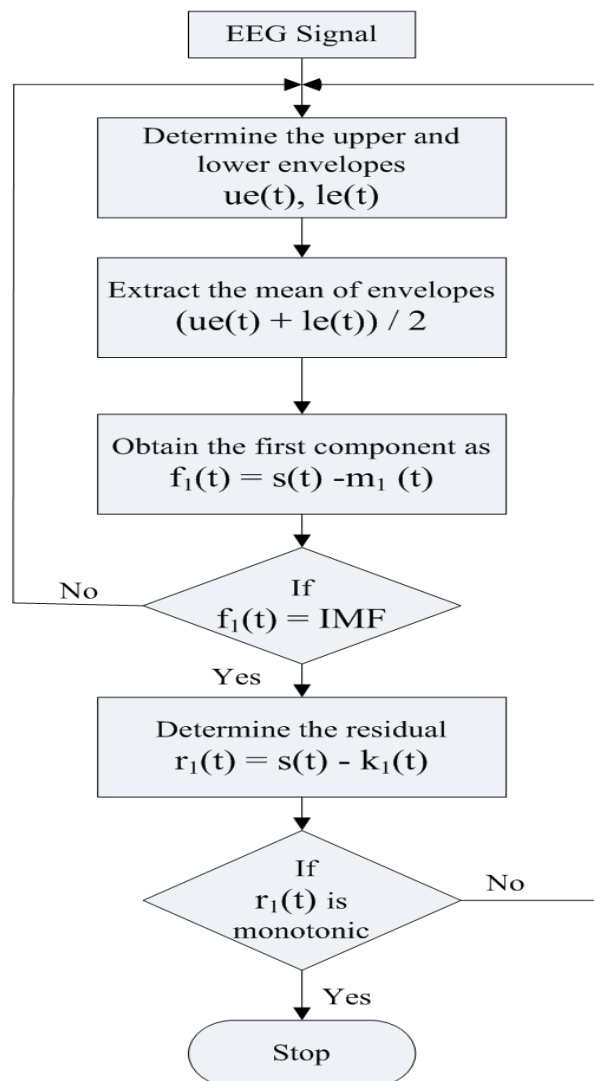 EEG Signal
Determine the upper and
lower envelopes
ue(t), le(t)
Extract the mean of envelopes
(ue(t) + le(t)) / 2
Obtain the first component as
f₁(t) = s(t) -m₁ (t)
If
f₁(t) = IMF
No
Yes
Determine the residual
r₁(t) = s(t) - k₁(t)
If
r₁(t) is
monotonic
No
Yes
Stop